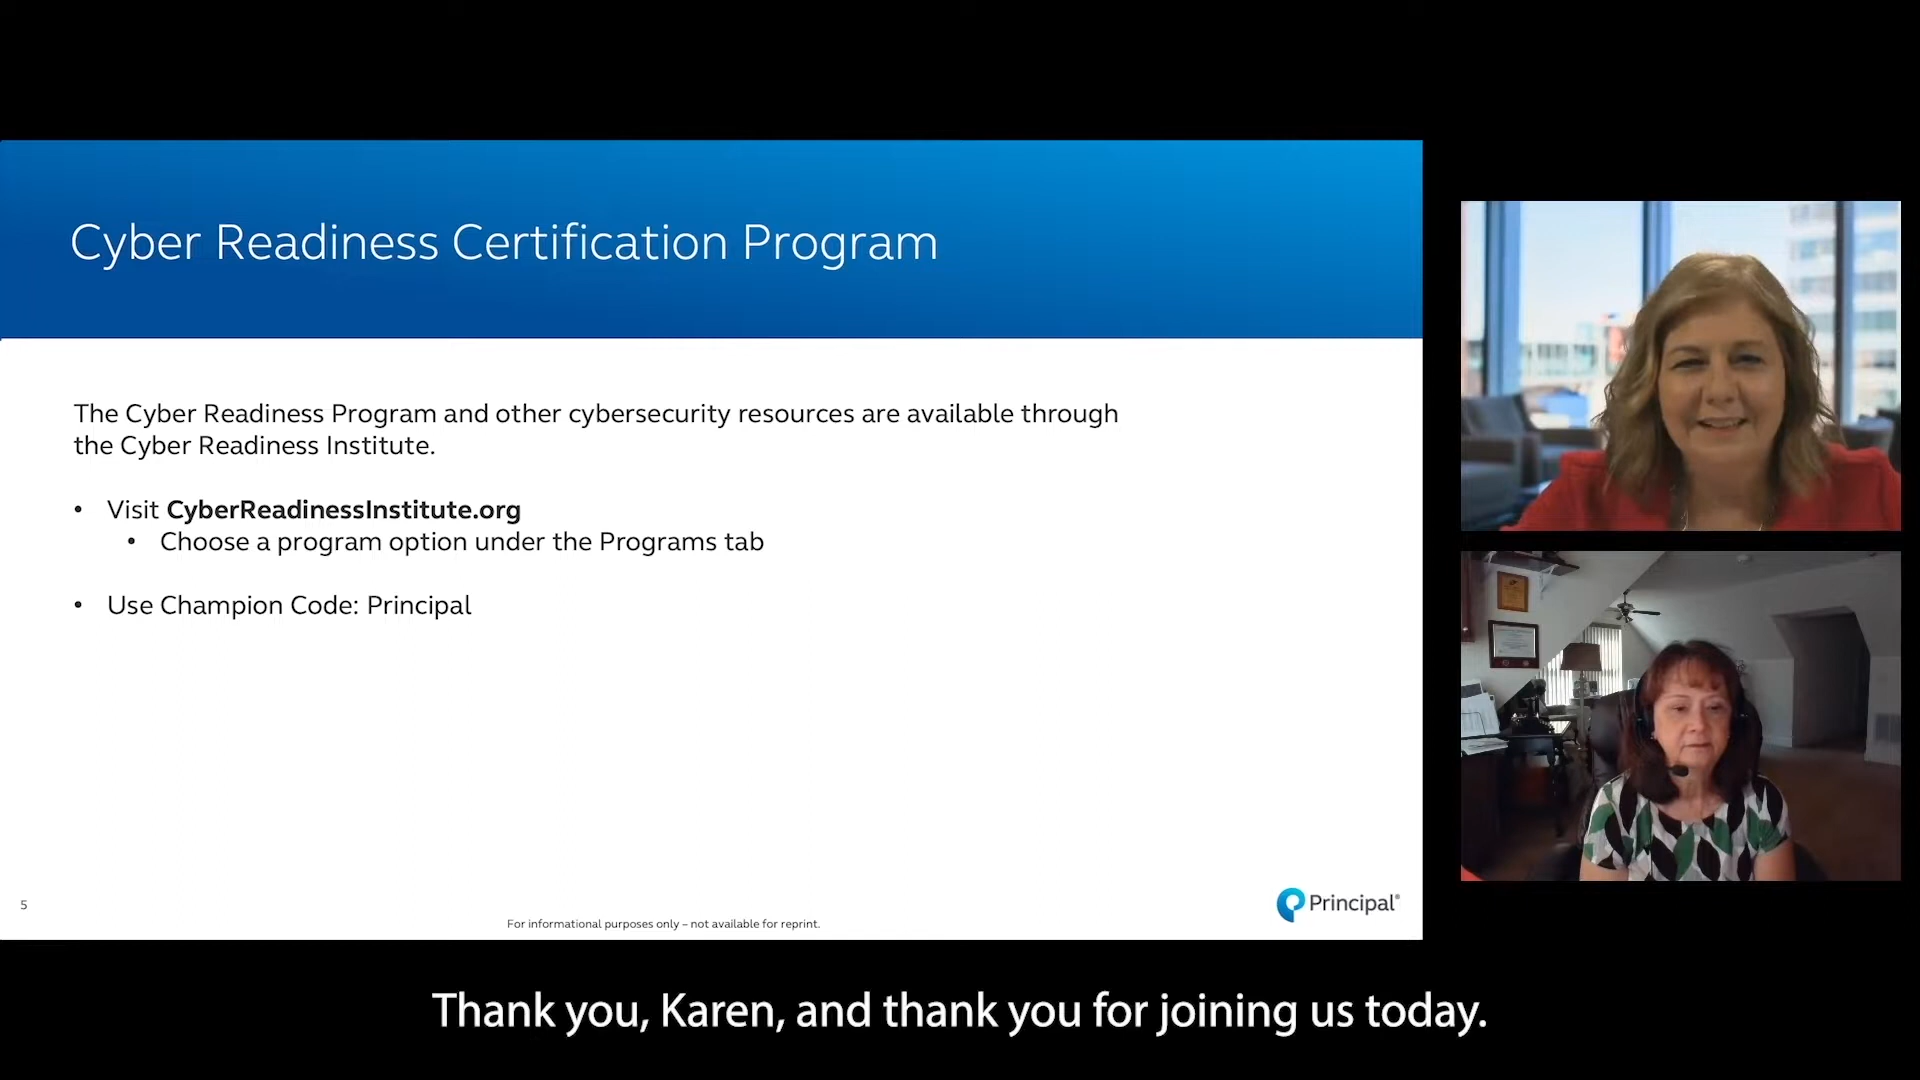 Cyber Readiness Certification Program
The Cyber Readiness Program and other cybersecurity resources are available through
the Cyber Readiness Institute.
• Visit CyberReadinessInstitute.org
• Choose a program option under the Programs tab
• Use Champion Code: Principal
5
For informational purposes only – not available for reprint.
Principal®
Thank you, Karen, and thank you for joining us today.